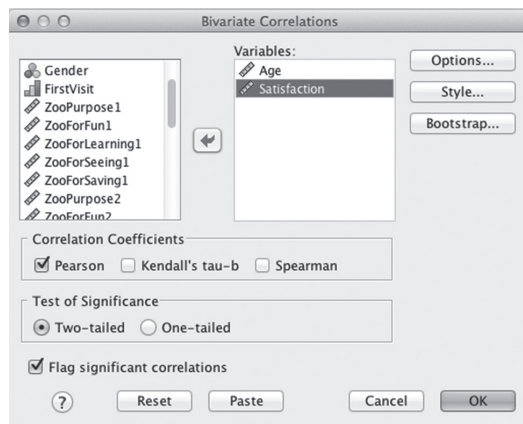 Bivariate Correlations
Variables:
Gender
FirstVisit
ZooPurpose1
ZooForFun1
ZooForLearning1
ZooForSeeing1
ZooForSaving1
ZooPurpose2
ZooForFun2
Age
Satisfaction
Options...
Style...
Bootstrap...
Correlation Coefficients
Pearson Kendall's tau-b Spearman
Test of Significance
Two-tailed One-tailed
Flag significant correlations
? Reset Paste Cancel OK